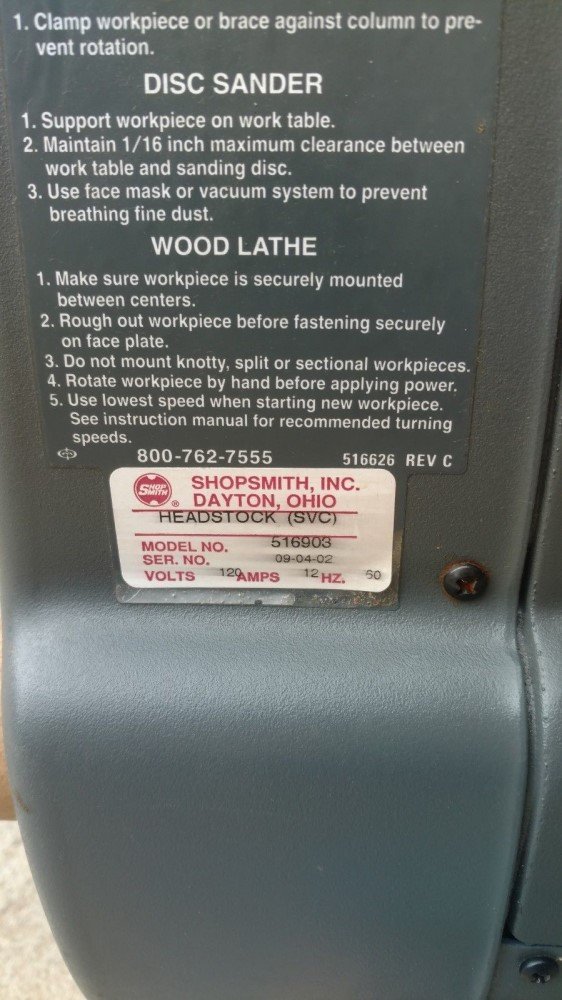 1. Clamp workpiece or brace against column to pre-
vent rotation.
DISC SANDER
1. Support workpiece on work table.
2. Maintain 1/16 inch maximum clearance between
work table and sanding disc.
3. Use face mask or vacuum system to prevent
breathing fine dust.
WOOD LATHE
1. Make sure workpiece is securely mounted
between centers.
2. Rough out workpiece before fastening securely
on face plate.
3. Do not mount knotty, split or sectional workpieces.
4. Rotate workpiece by hand before applying power.
5. Use lowest speed when starting new workpiece.
See instruction manual for recommended turning
speeds.
800-762-7555 516626 REV C
SHOP
SMITH
®
SHOPSMITH, INC.
DAYTON, OHIO
HEADSTOCK (SVC)
MODEL NO. 516903
SER. NO. 09-04-02
VOLTS 120 AMPS 12 HZ. 60